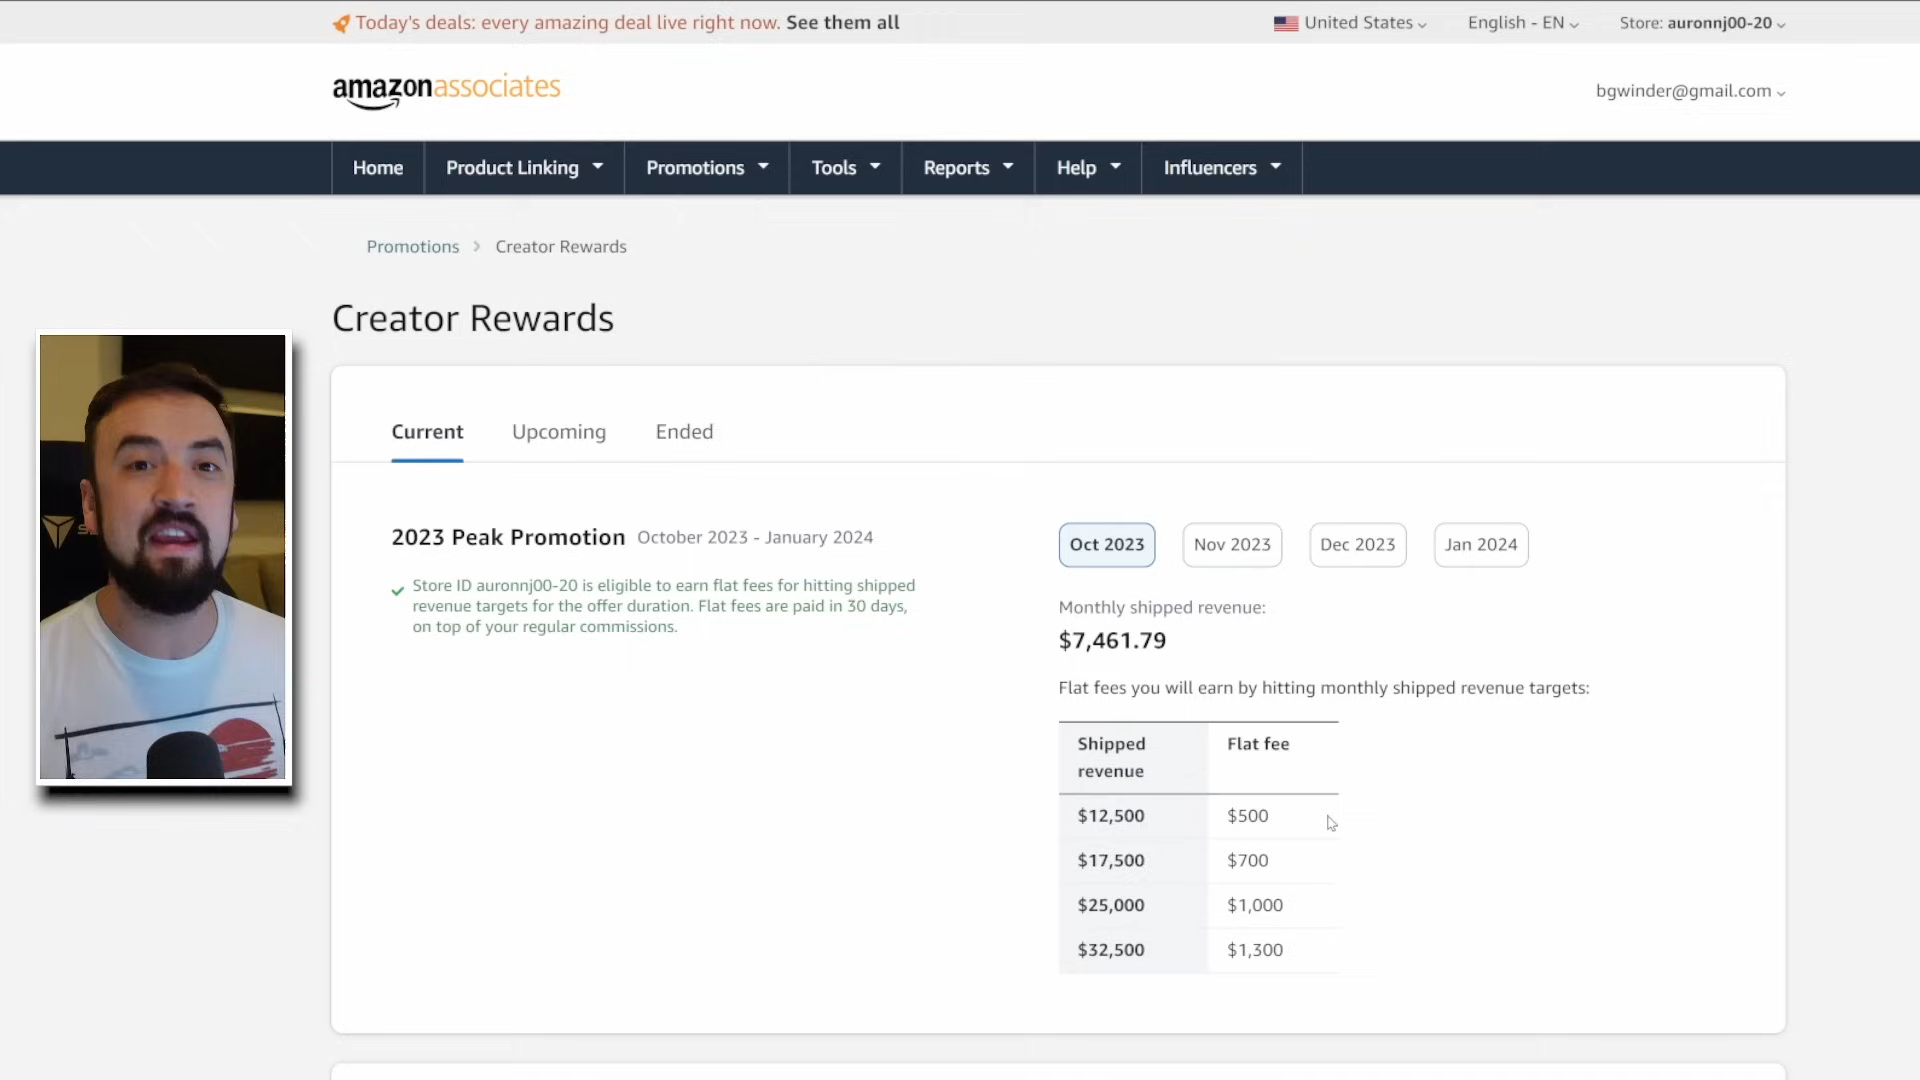 Today's deals: every amazing deal live right now. See them all
United States
English - EN
Store: auronnj00-20
amazonassociates
bgwinder@gmail.com
Home
Product Linking
Promotions
Tools
Reports
Help
Influencers
Promotions > Creator Rewards
Creator Rewards
Current
Upcoming
Ended
2023 Peak Promotion October 2023 - January 2024
Store ID auronnj00-20 is eligible to earn flat fees for hitting shipped
revenue targets for the offer duration. Flat fees are paid in 30 days,
on top of your regular commissions.
Oct 2023
Nov 2023
Dec 2023
Jan 2024
Monthly shipped revenue:
$7,461.79
Flat fees you will earn by hitting monthly shipped revenue targets:
Shipped
revenue
Flat fee
$12,500 $500
$17,500 $700
$25,000 $1,000
$32,500 $1,300